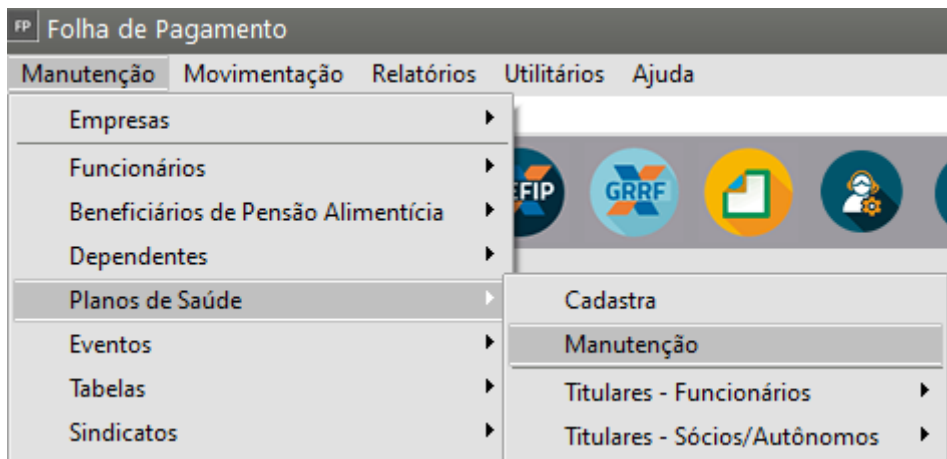 FP Folha de Pagamento
Manutenção Movimentação Relatórios Utilitários Ajuda
Empresas
Funcionários
EFIP
GRRF
Beneficiários de Pensão Alimentícia
Dependentes
Planos de Saúde
Cadastra
Eventos
Manutenção
Tabelas
Titulares - Funcionários
Sindicatos
Titulares - Sócios/Autônomos